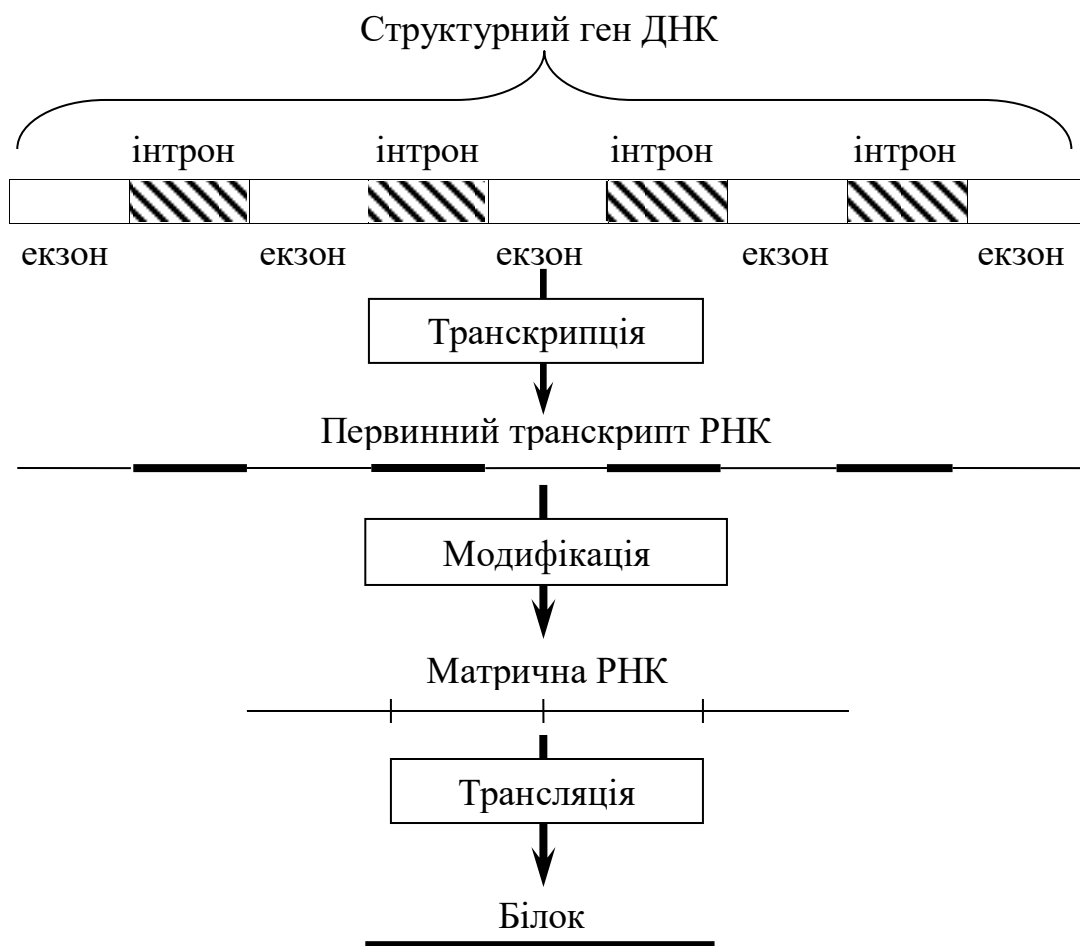 Структурний ген ДНК
інтрон інтрон інтрон інтрон
екзон екзон екзон екзон екзон
Транскрипція
Первинний транскрипт РНК
Модифікація
Матрична РНК
Трансляція
Білок